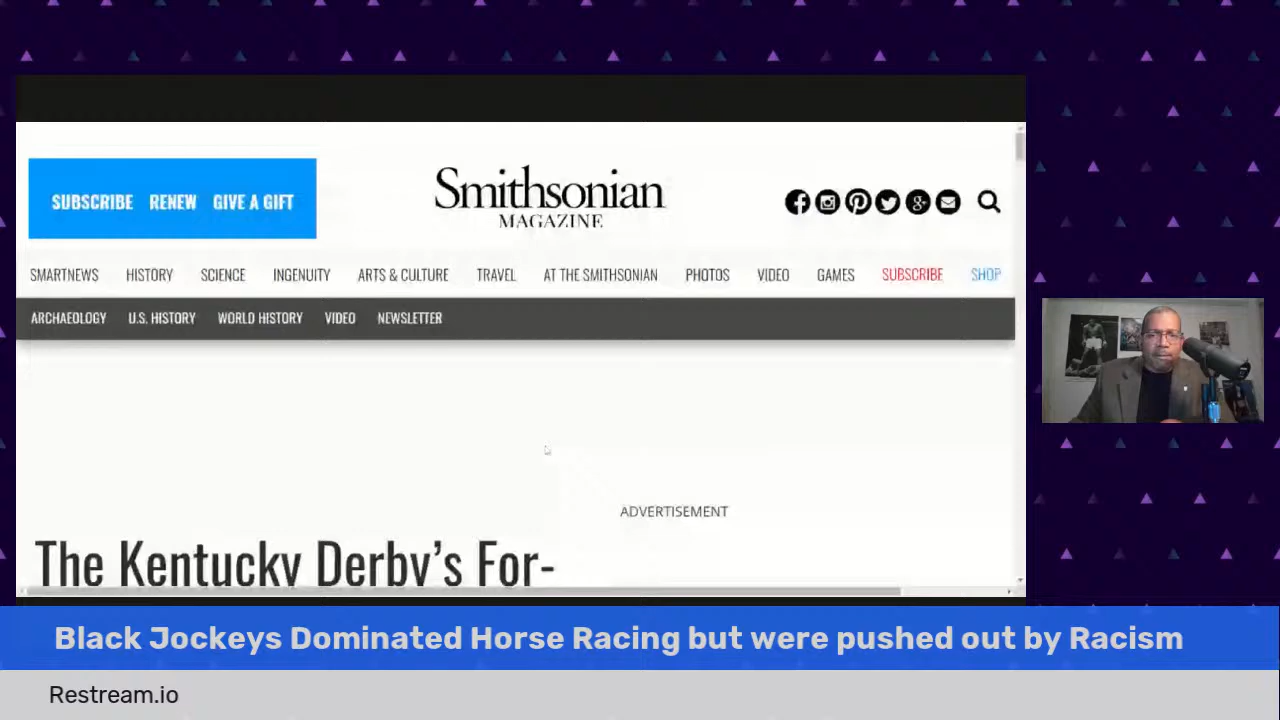 SUBSCRIBE RENEW GIVE A GIFT
Smithsonian
MAGAZINE
SMARTNEWS HISTORY SCIENCE INGENUITY ARTS & CULTURE TRAVEL AT THE SMITHSONIAN PHOTOS VIDEO GAMES SUBSCRIBE SHOP
ARCHAEOLOGY U.S. HISTORY WORLD HISTORY VIDEO NEWSLETTER
ADVERTISEMENT
The Kentucky Derby's For-
Black Jockeys Dominated Horse Racing but were pushed out by Racism
Restream.io